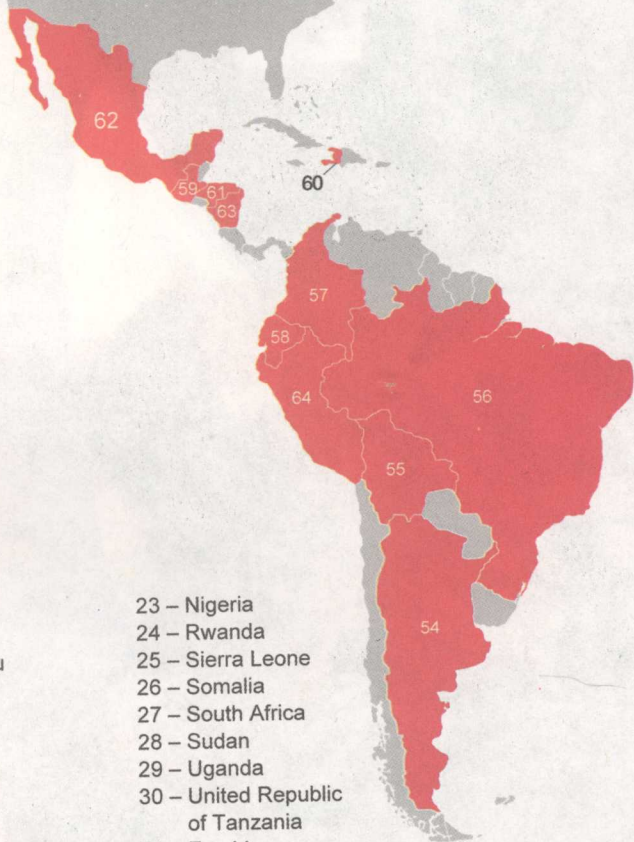 62
59
61
63
60
57
58
64
56
55
54
23 – Nigeria
24 – Rwanda
25 – Sierra Leone
26 – Somalia
27 – South Africa
28 – Sudan
29 – Uganda
30 – United Republic
of Tanzania